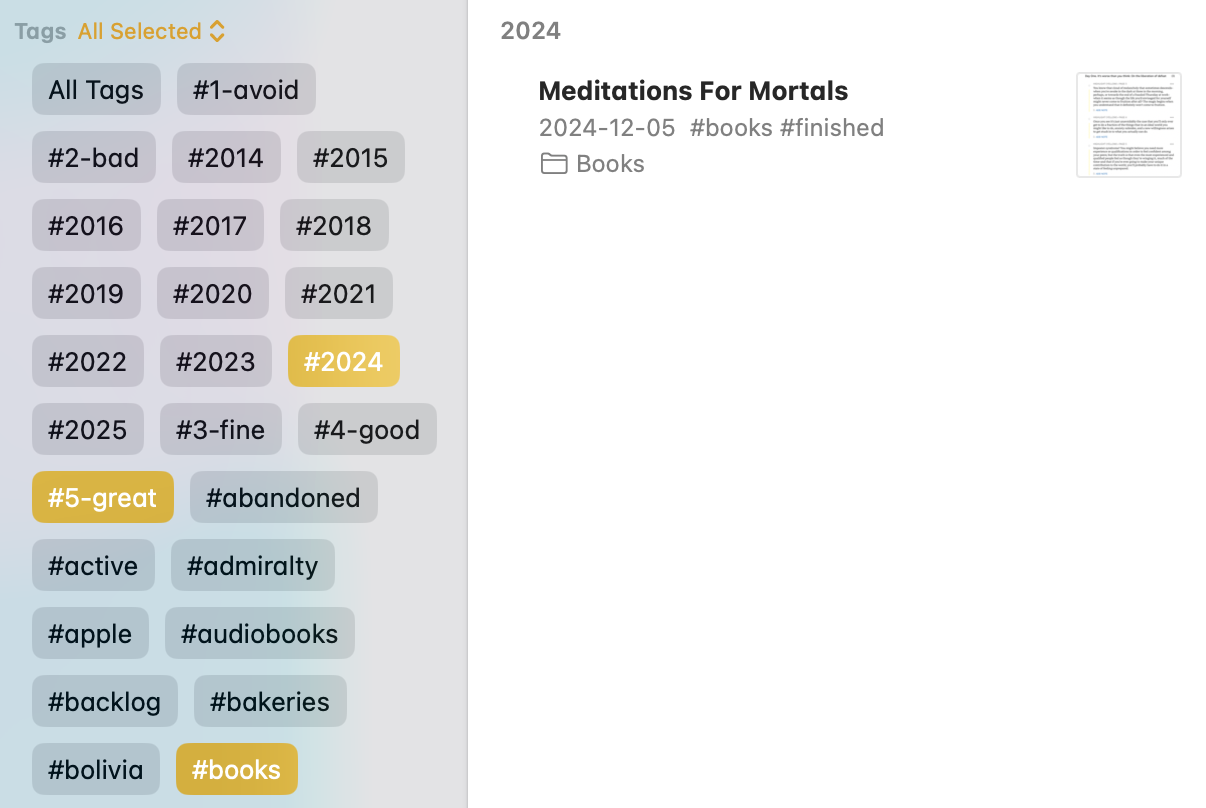 Tags All Selected
All Tags #1-avoid
#2-bad #2014 #2015
#2016 #2017 #2018
#2019 #2020 #2021
#2022 #2023 #2024
#2025 #3-fine #4-good
#5-great #abandoned
#active #admiralty
#apple #audiobooks
#backlog #bakeries
#bolivia #books
2024
Meditations For Mortals
2024-12-05 #books #finished
Books